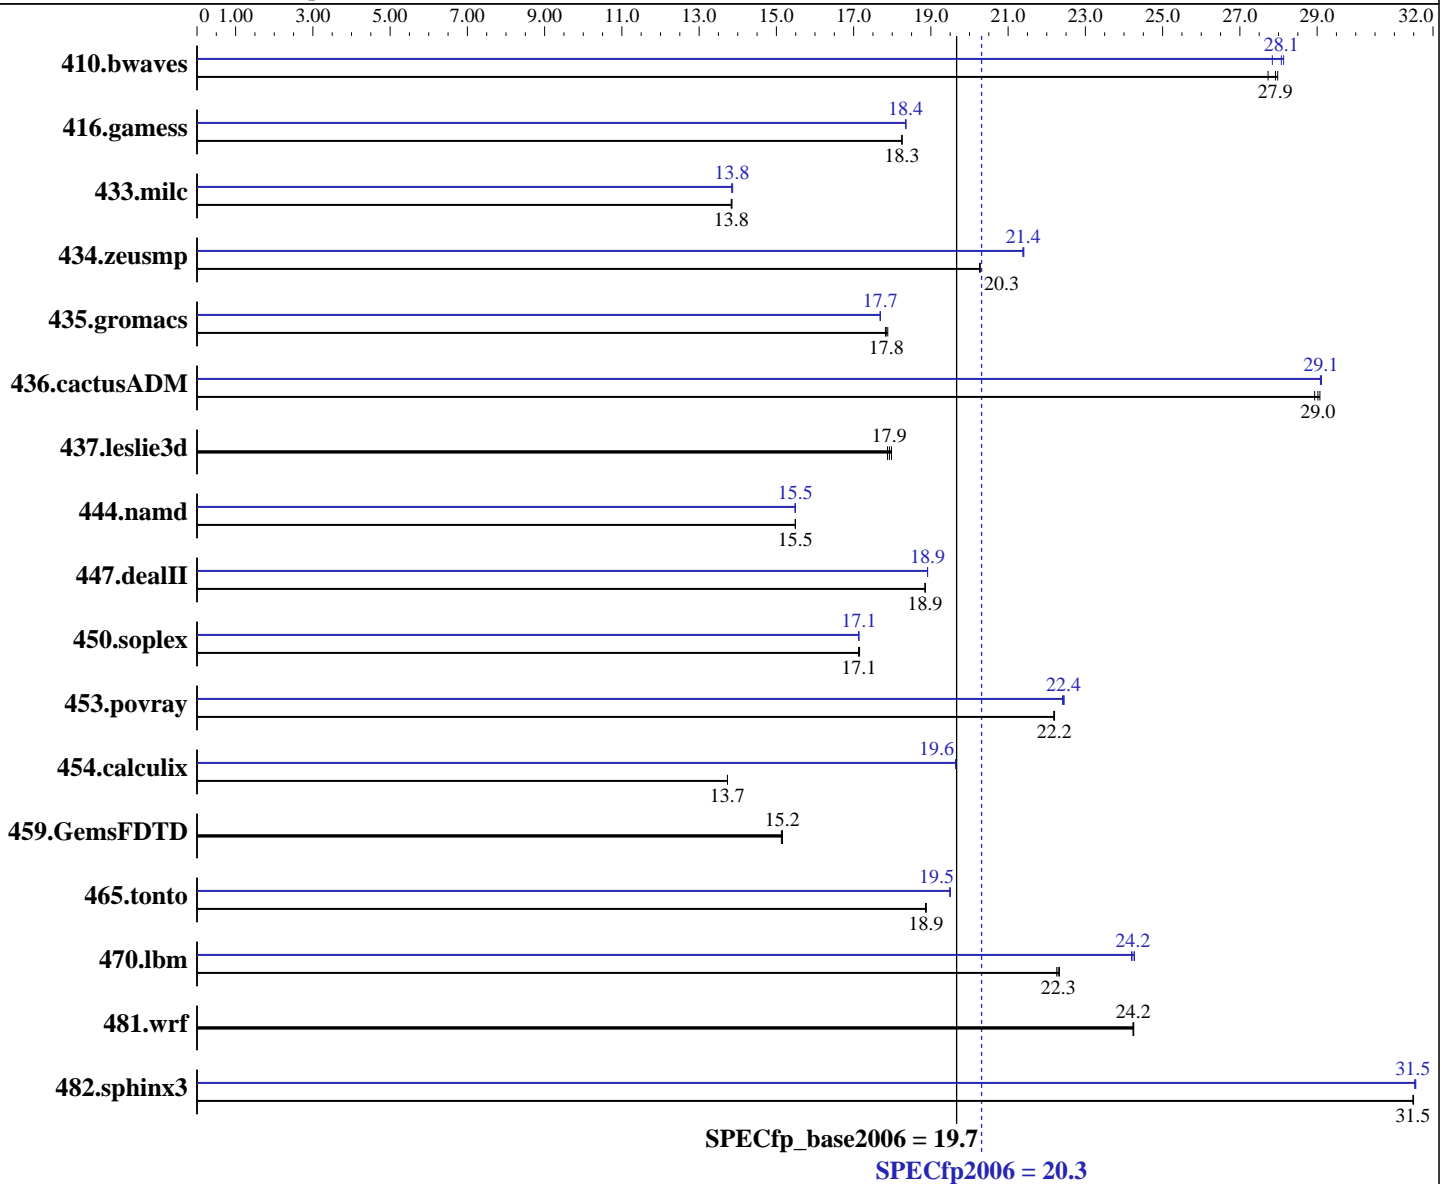 0 1.00 3.00 5.00 7.00 9.00 11.0 13.0 15.0 17.0 19.0 21.0 23.0 25.0 27.0 29.0 32.0
28.1
410.bwaves
27.9
18.4
416.gamess
18.3
13.8
433.milc
13.8
21.4
434.zeusmp
20.3
17.7
435.gromacs
17.8
29.1
436.cactusADM
29.0
17.9
437.leslie3d
15.5
444.namd
15.5
18.9
447.dealII
18.9
17.1
450.soplex
17.1
22.4
453.povray
22.2
19.6
454.calculix
13.7
15.2
459.GemsFDTD
19.5
465.tonto
18.9
24.2
470.lbm
22.3
24.2
481.wrf
31.5
482.sphinx3
31.5
SPECfp_base2006 = 19.7
SPECfp2006 = 20.3